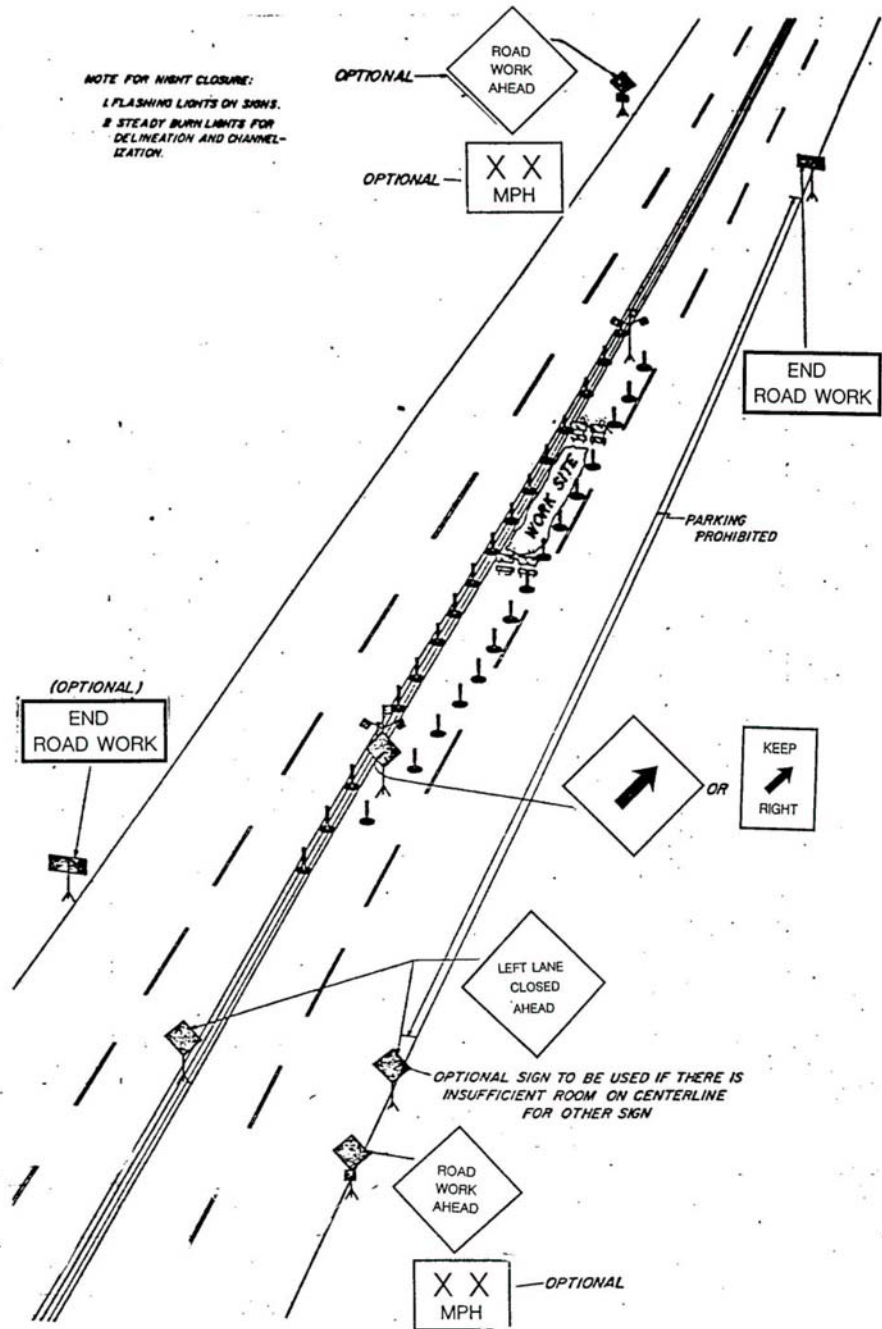 NOTE FOR NIGHT CLOSURE:
1. FLASHING LIGHTS ON SIGNS.
2 STEADY BURN LIGHTS FOR
DELINEATION AND CHANNEL-
IZATION.
OPTIONAL
ROAD
WORK
AHEAD
OPTIONAL
X X
MPH
END
ROAD WORK
WORK SITE
PARKING
PROHIBITED
(OPTIONAL)
END
ROAD WORK
OR
KEEP
RIGHT
LEFT LANE
CLOSED
AHEAD
OPTIONAL SIGN TO BE USED IF THERE IS
INSUFFICIENT ROOM ON CENTERLINE
FOR OTHER SIGN
ROAD
WORK
AHEAD
X X
MPH
OPTIONAL